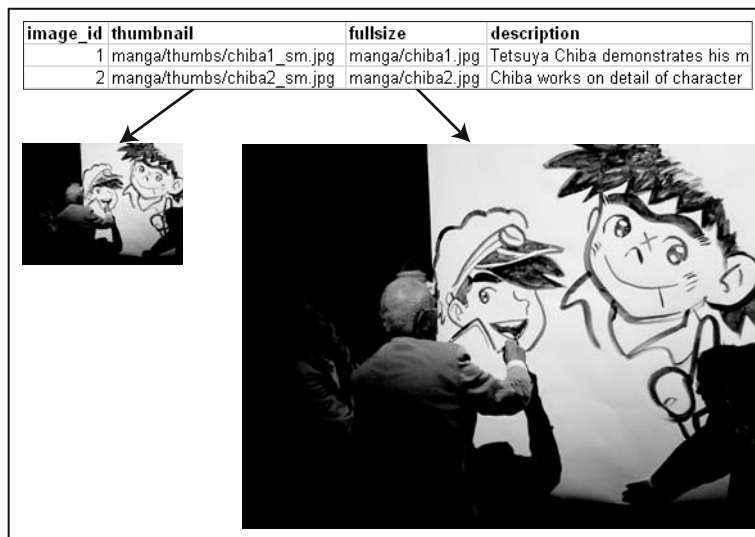 image_id thumbnail fullsize description
1 manga/thumbs/chiba1_sm.jpg manga/chiba1.jpg Tetsuya Chiba demonstrates his m
2 manga/thumbs/chiba2_sm.jpg manga/chiba2.jpg Chiba works on detail of character